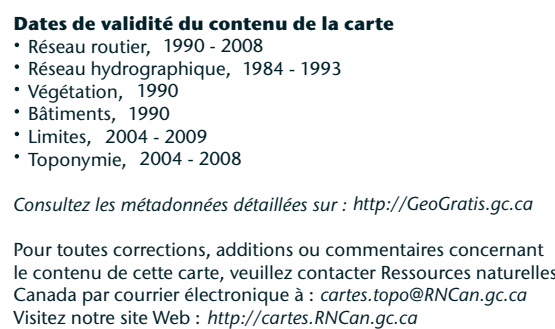 Dates de validité du contenu de la carte
• Réseau routier, 1990 - 2008
• Réseau hydrographique, 1984 - 1993
• Végétation, 1990
• Bâtiments, 1990
• Limites, 2004 - 2009
• Toponymie, 2004 - 2008
Consultez les métadonnées détaillées sur : http://GeoGratis.gc.ca
Pour toutes corrections, additions ou commentaires concernant
le contenu de cette carte, veuillez contacter Ressources naturelles
Canada par courrier électronique à : cartes.topo@RNCan.gc.ca
Visitez notre site Web : http://cartes.RNCan.gc.ca